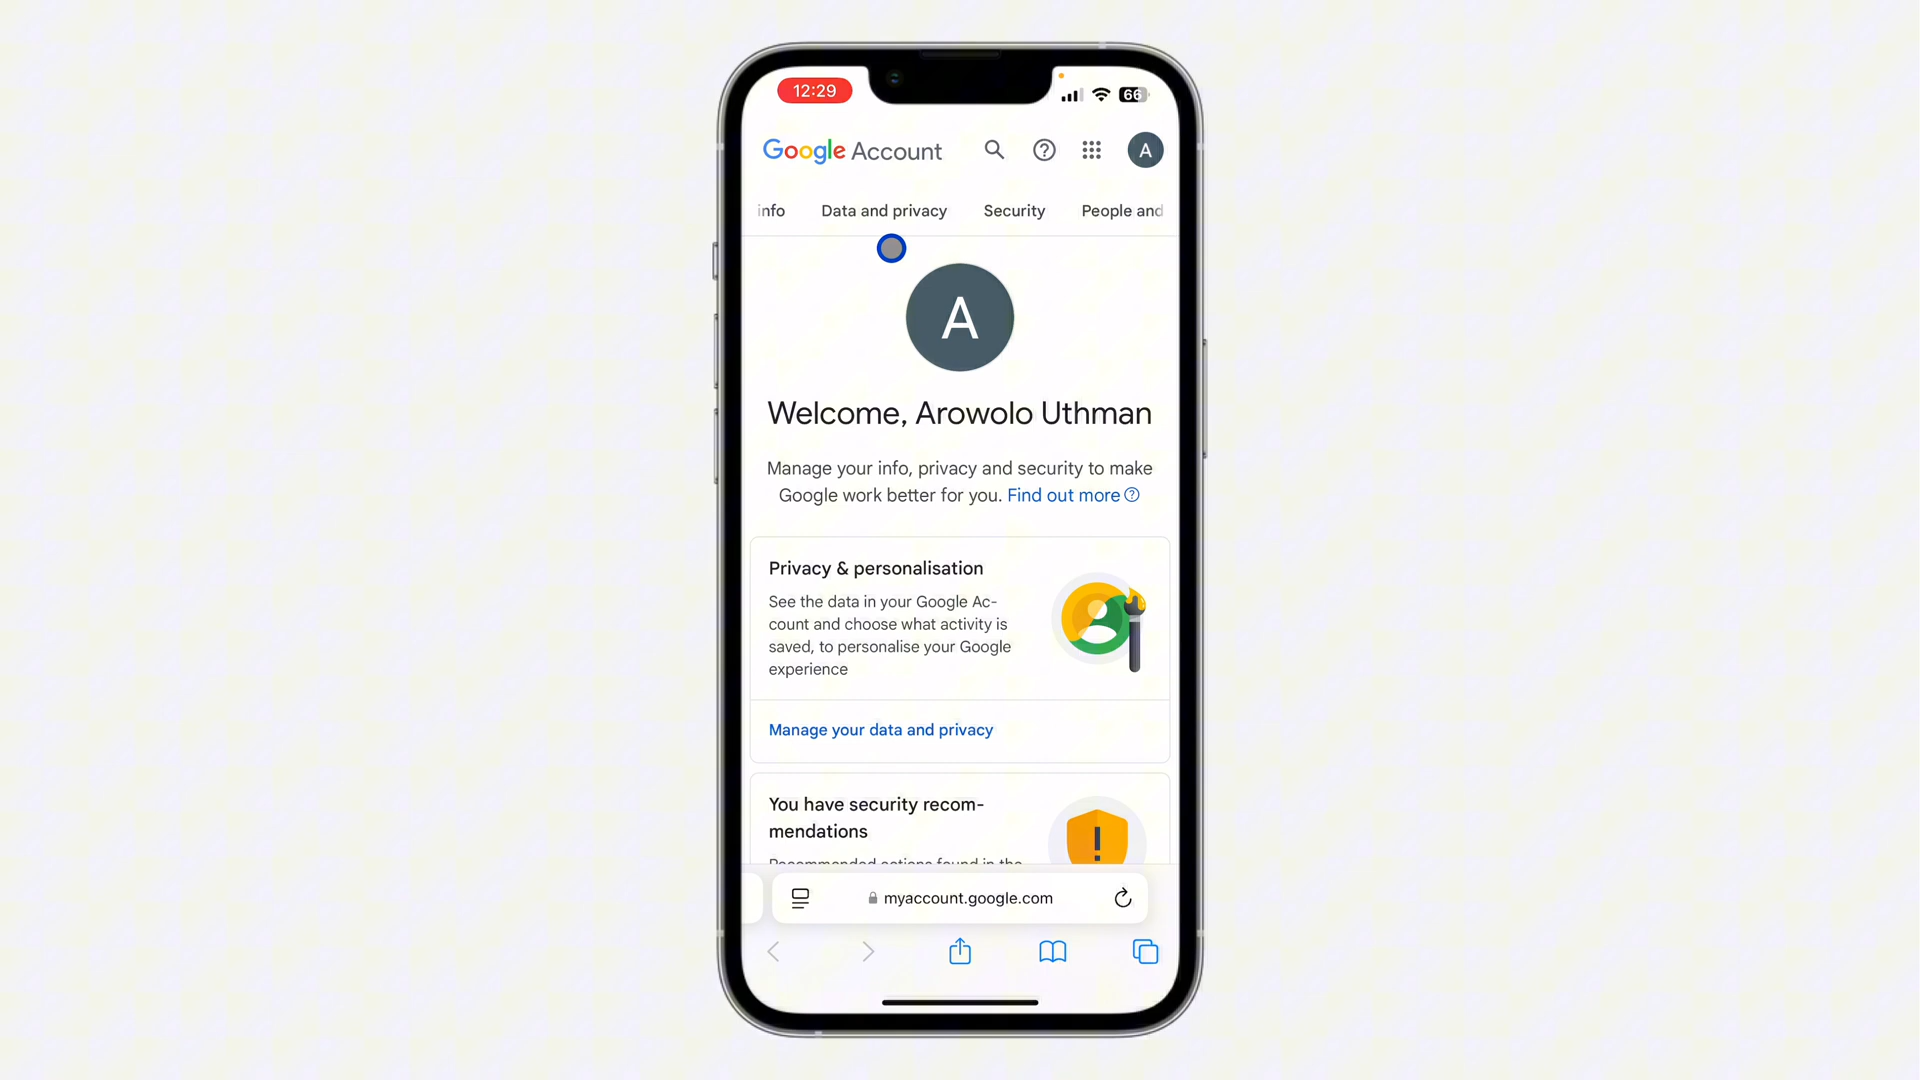 12:29
66
Google Account
A
info Data and privacy Security People and
A
Welcome, Arowolo Uthman
Manage your info, privacy and security to make
Google work better for you. Find out more
Privacy & personalisation
See the data in your Google Ac-
count and choose what activity is
saved, to personalise your Google
experience
Manage your data and privacy
You have security recom-
mendations
Recommended actions found in the
myaccount.google.com